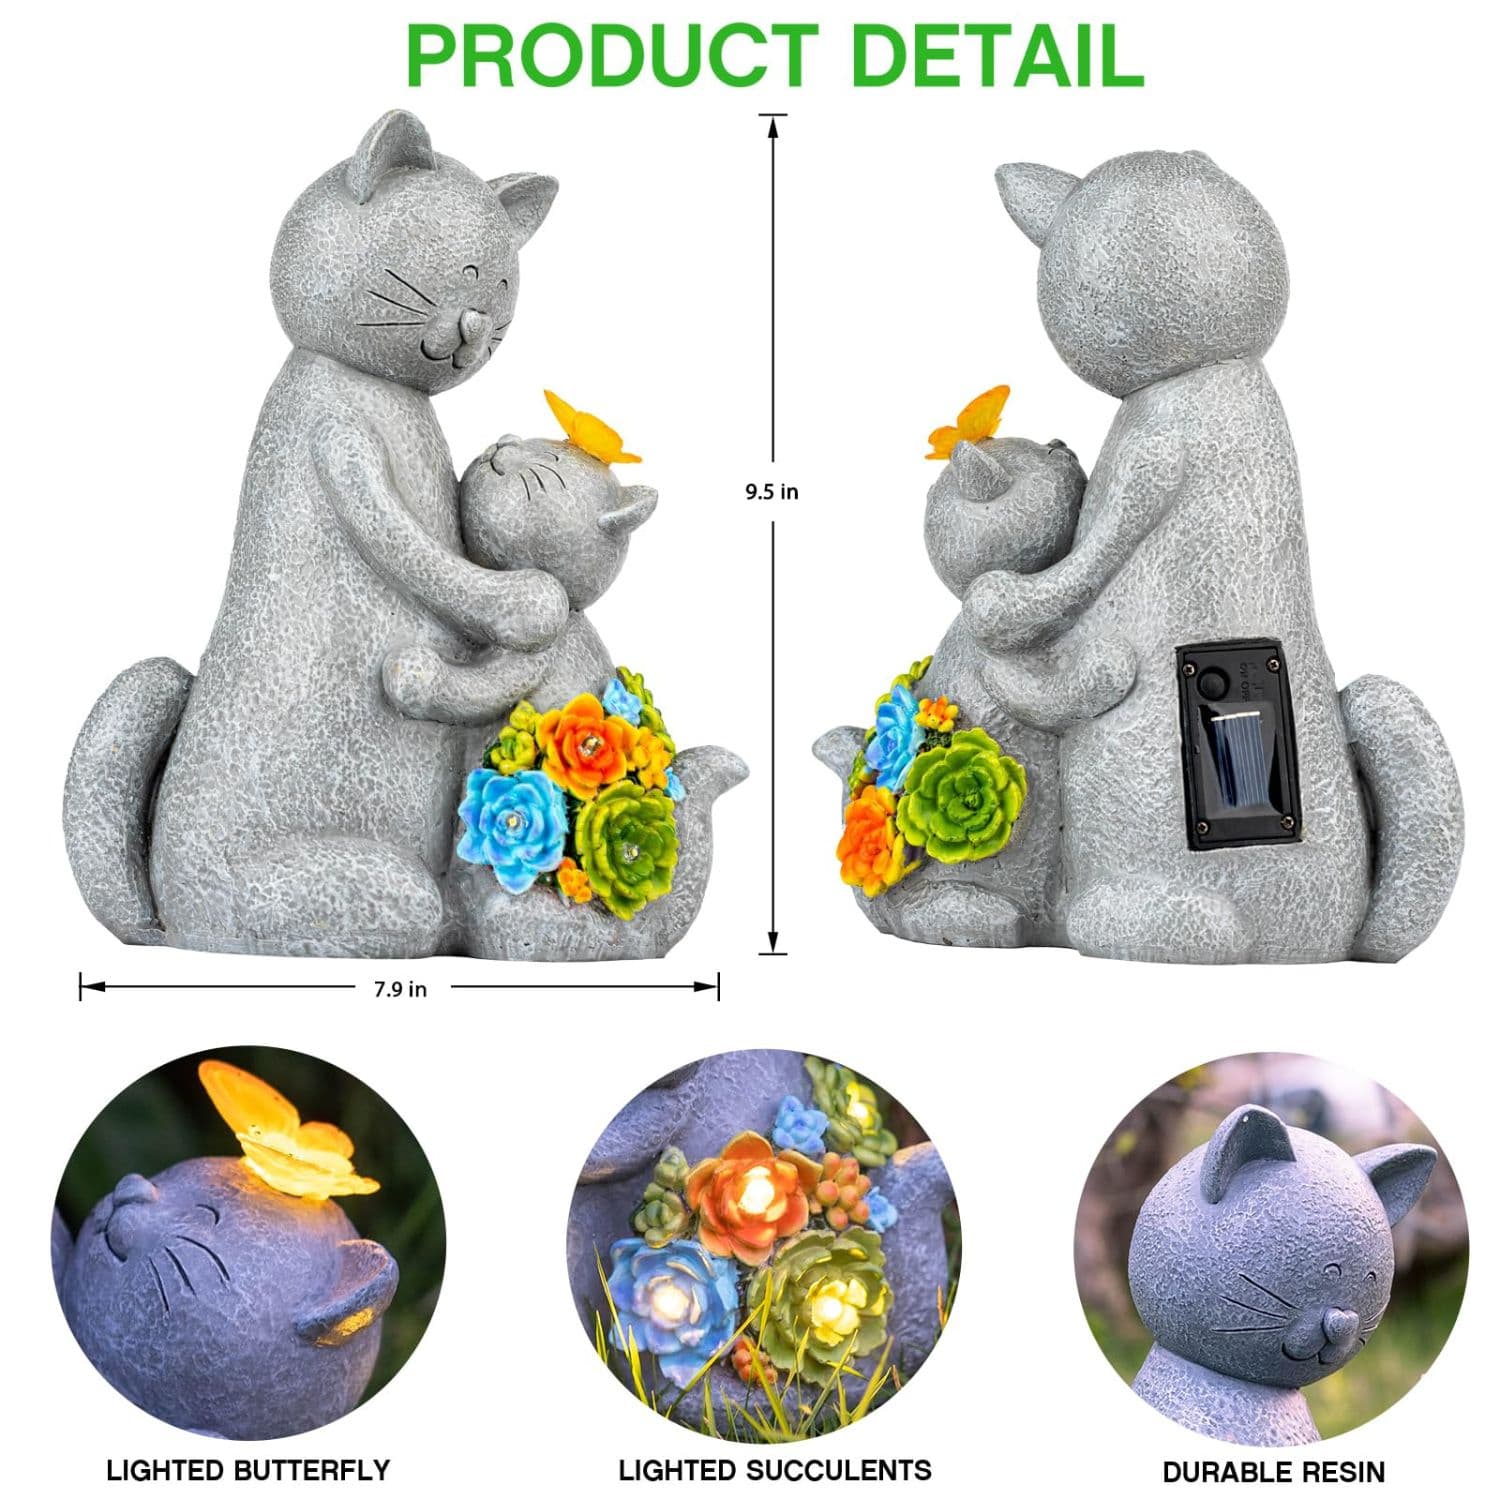 PRODUCT DETAIL
9.5 in
7.9 in
LIGHTED BUTTERFLY
LIGHTED SUCCULENTS
DURABLE RESIN